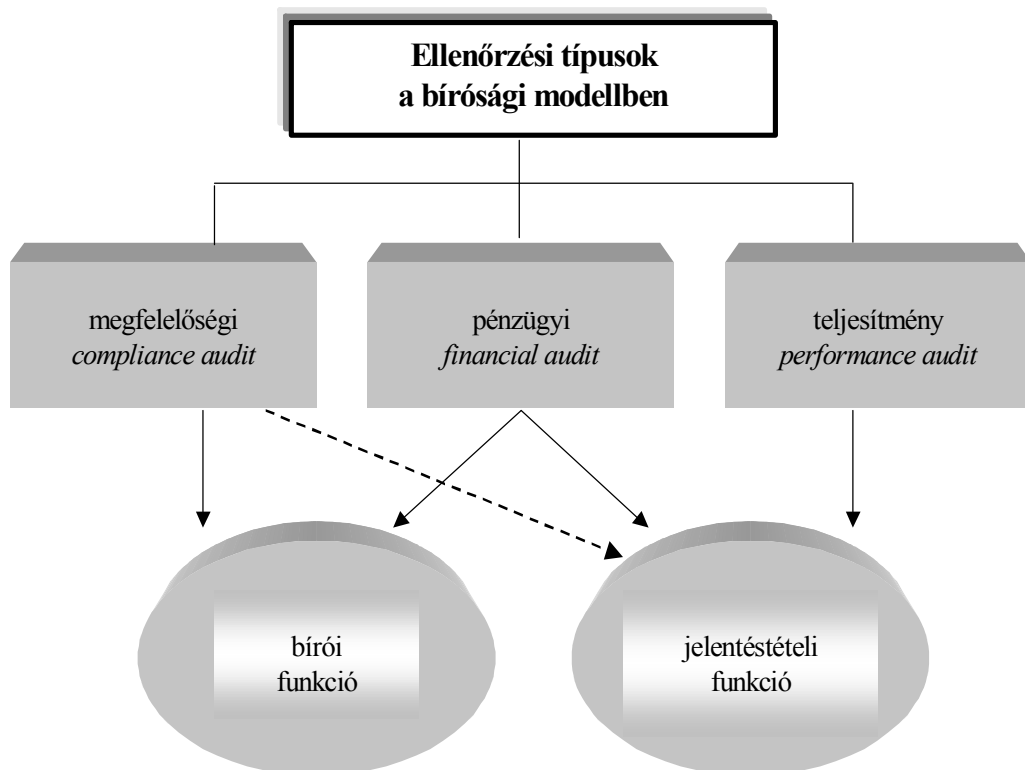 Ellenőrzési típusok
a bírósági modellben
megfelelőségi
compliance audit
pénzügyi
financial audit
teljesítmény
performance audit
bírói
funkció
jelentéstételi
funkció